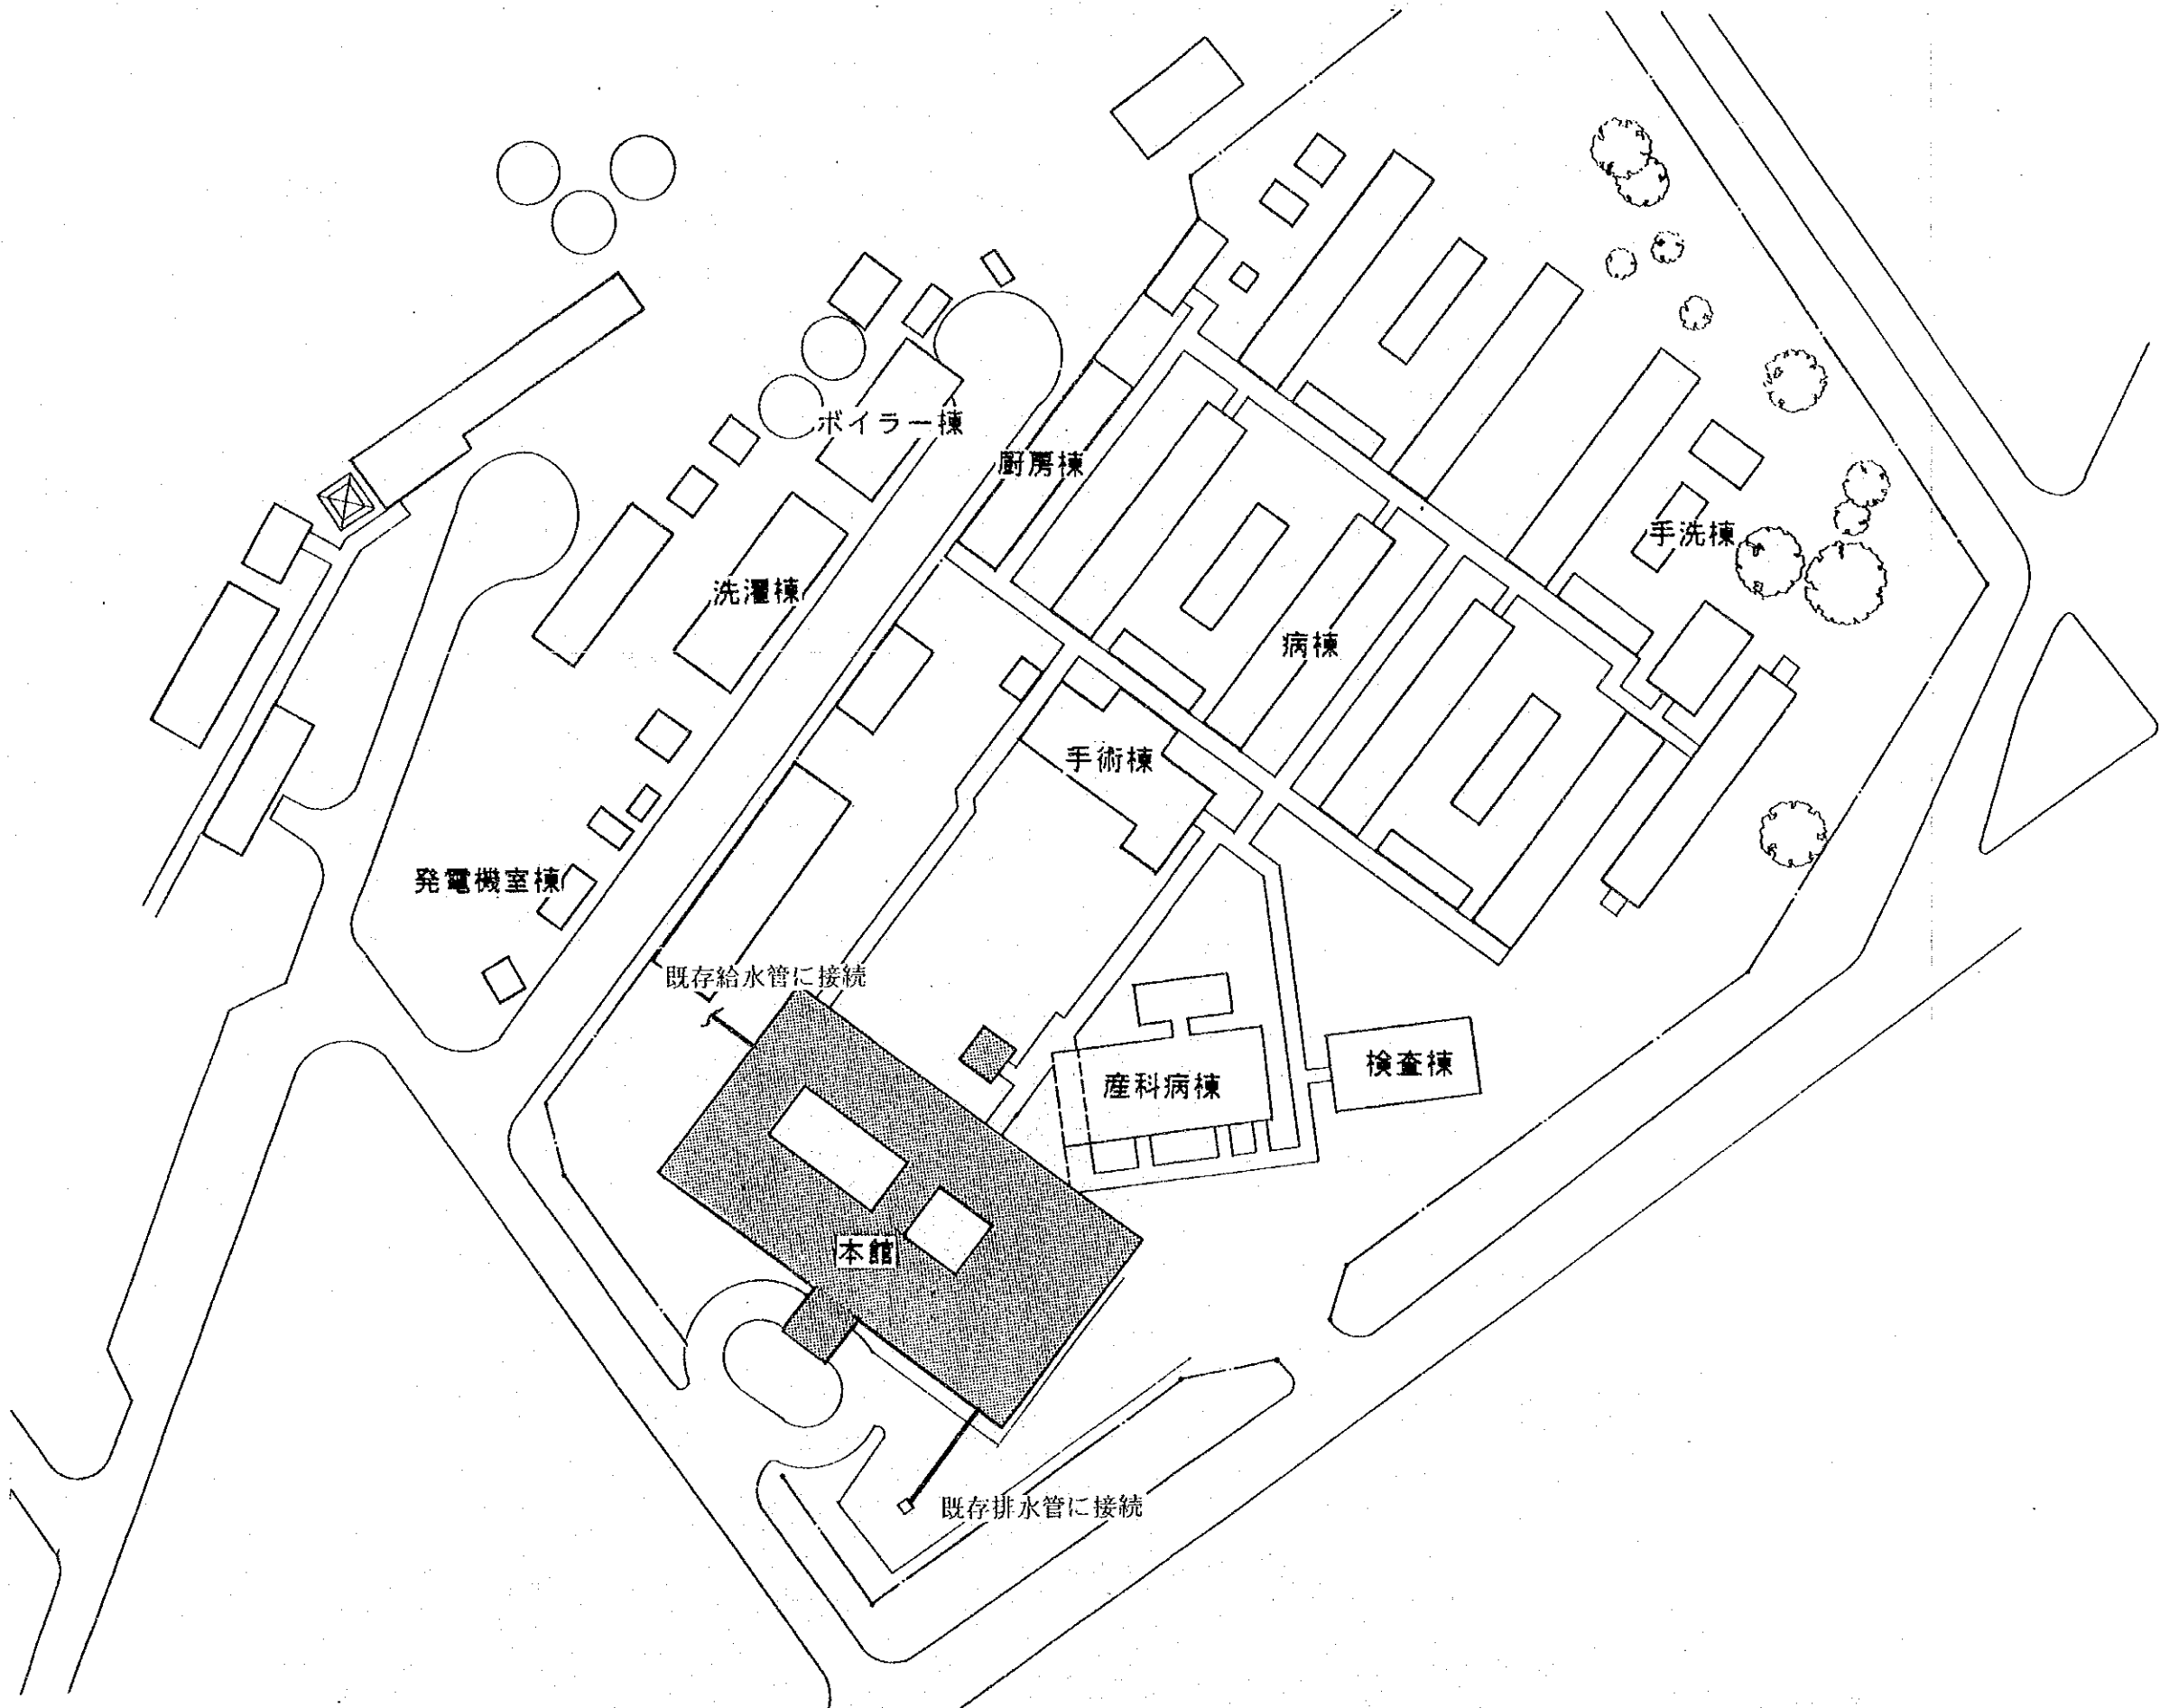 ボイラー棟
厨房棟
手洗棟
洗濯棟
病棟
手術棟
発電機室棟
既存給水管に接続
検査棟
産科病棟
本館
既存排水管に接続